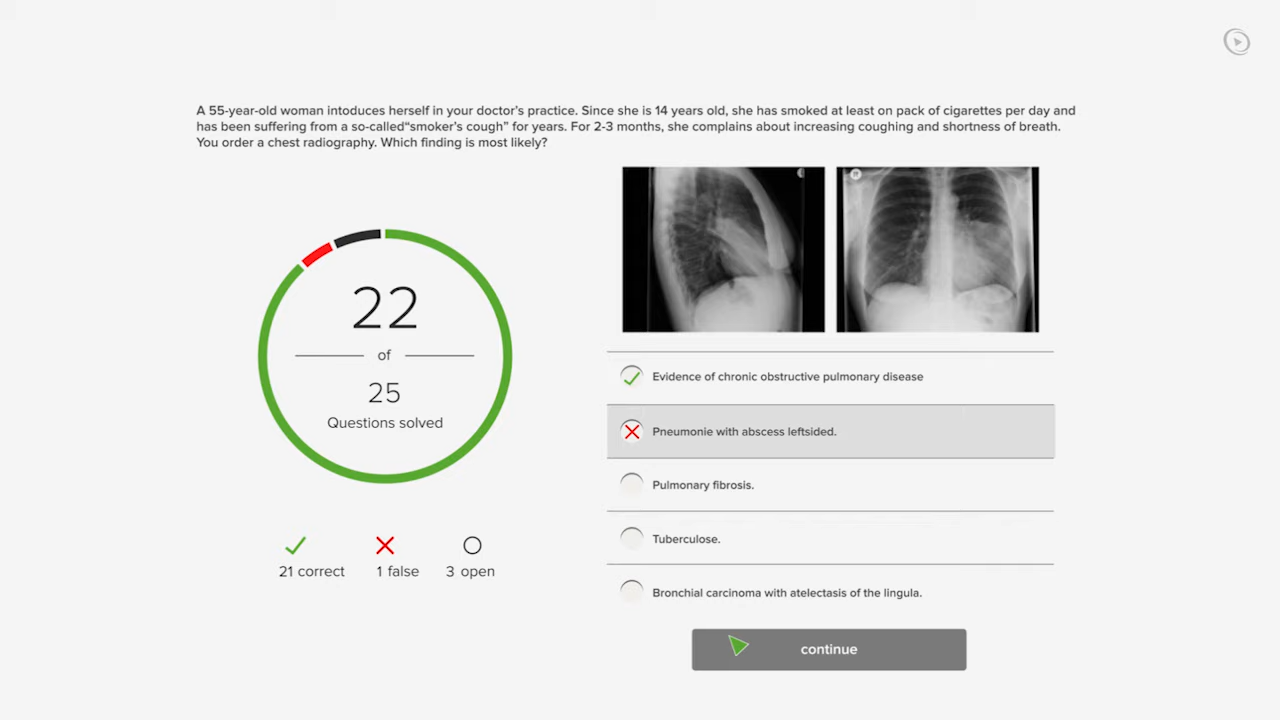 A 55-year-old woman intoduces herself in your doctor's practice. Since she is 14 years old, she has smoked at least on pack of cigarettes per day and
has been suffering from a so-called“smoker's cough” for years. For 2-3 months, she complains about increasing coughing and shortness of breath.
You order a chest radiography. Which finding is most likely?
22
of
25
Questions solved
21 correct
1 false
3 open
Evidence of chronic obstructive pulmonary disease
Pneumonie with abscess leftsided.
Pulmonary fibrosis.
Tuberculose.
Bronchial carcinoma with atelectasis of the lingula.
continue